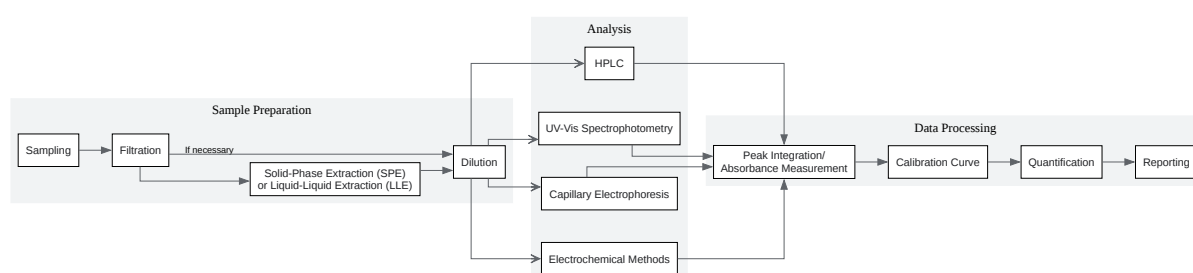 Analysis
HPLC
Sample Preparation
Sampling
Filtration
If necessary
Solid-Phase Extraction (SPE)
or Liquid-Liquid Extraction (LLE)
Dilution
UV-Vis Spectrophotometry
Capillary Electrophoresis
Electrochemical Methods
Data Processing
Peak Integration/
Absorbance Measurement
Calibration Curve
Quantification
Reporting